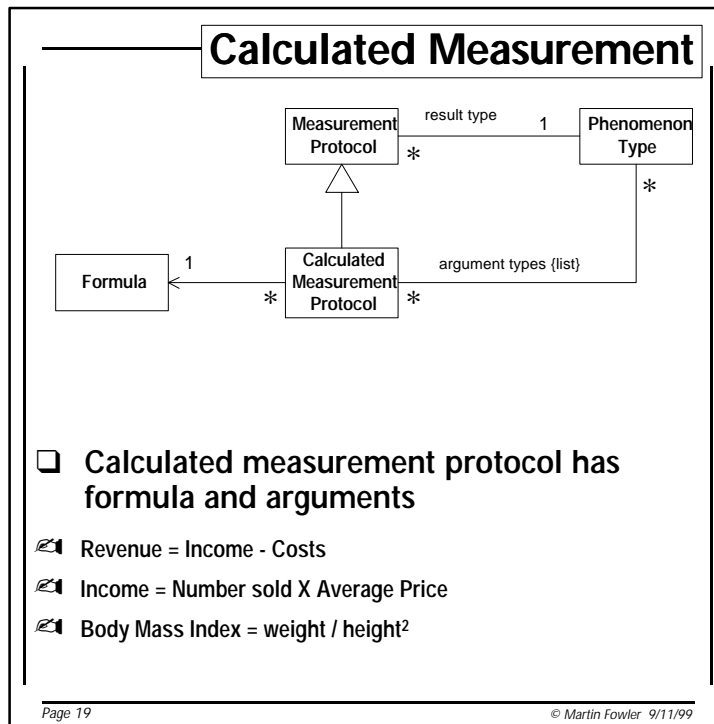 Calculated Measurement
Measurement
Protocol
result type
1
*
Phenomenon
Type
*
Formula
1
*
Calculated
Measurement
Protocol
*
argument types {list}
❑ Calculated measurement protocol has
formula and arguments
✍ Revenue = Income - Costs
✍ Income = Number sold X Average Price
✍ Body Mass Index = weight / height²
Page 19
© Martin Fowler 9/11/99